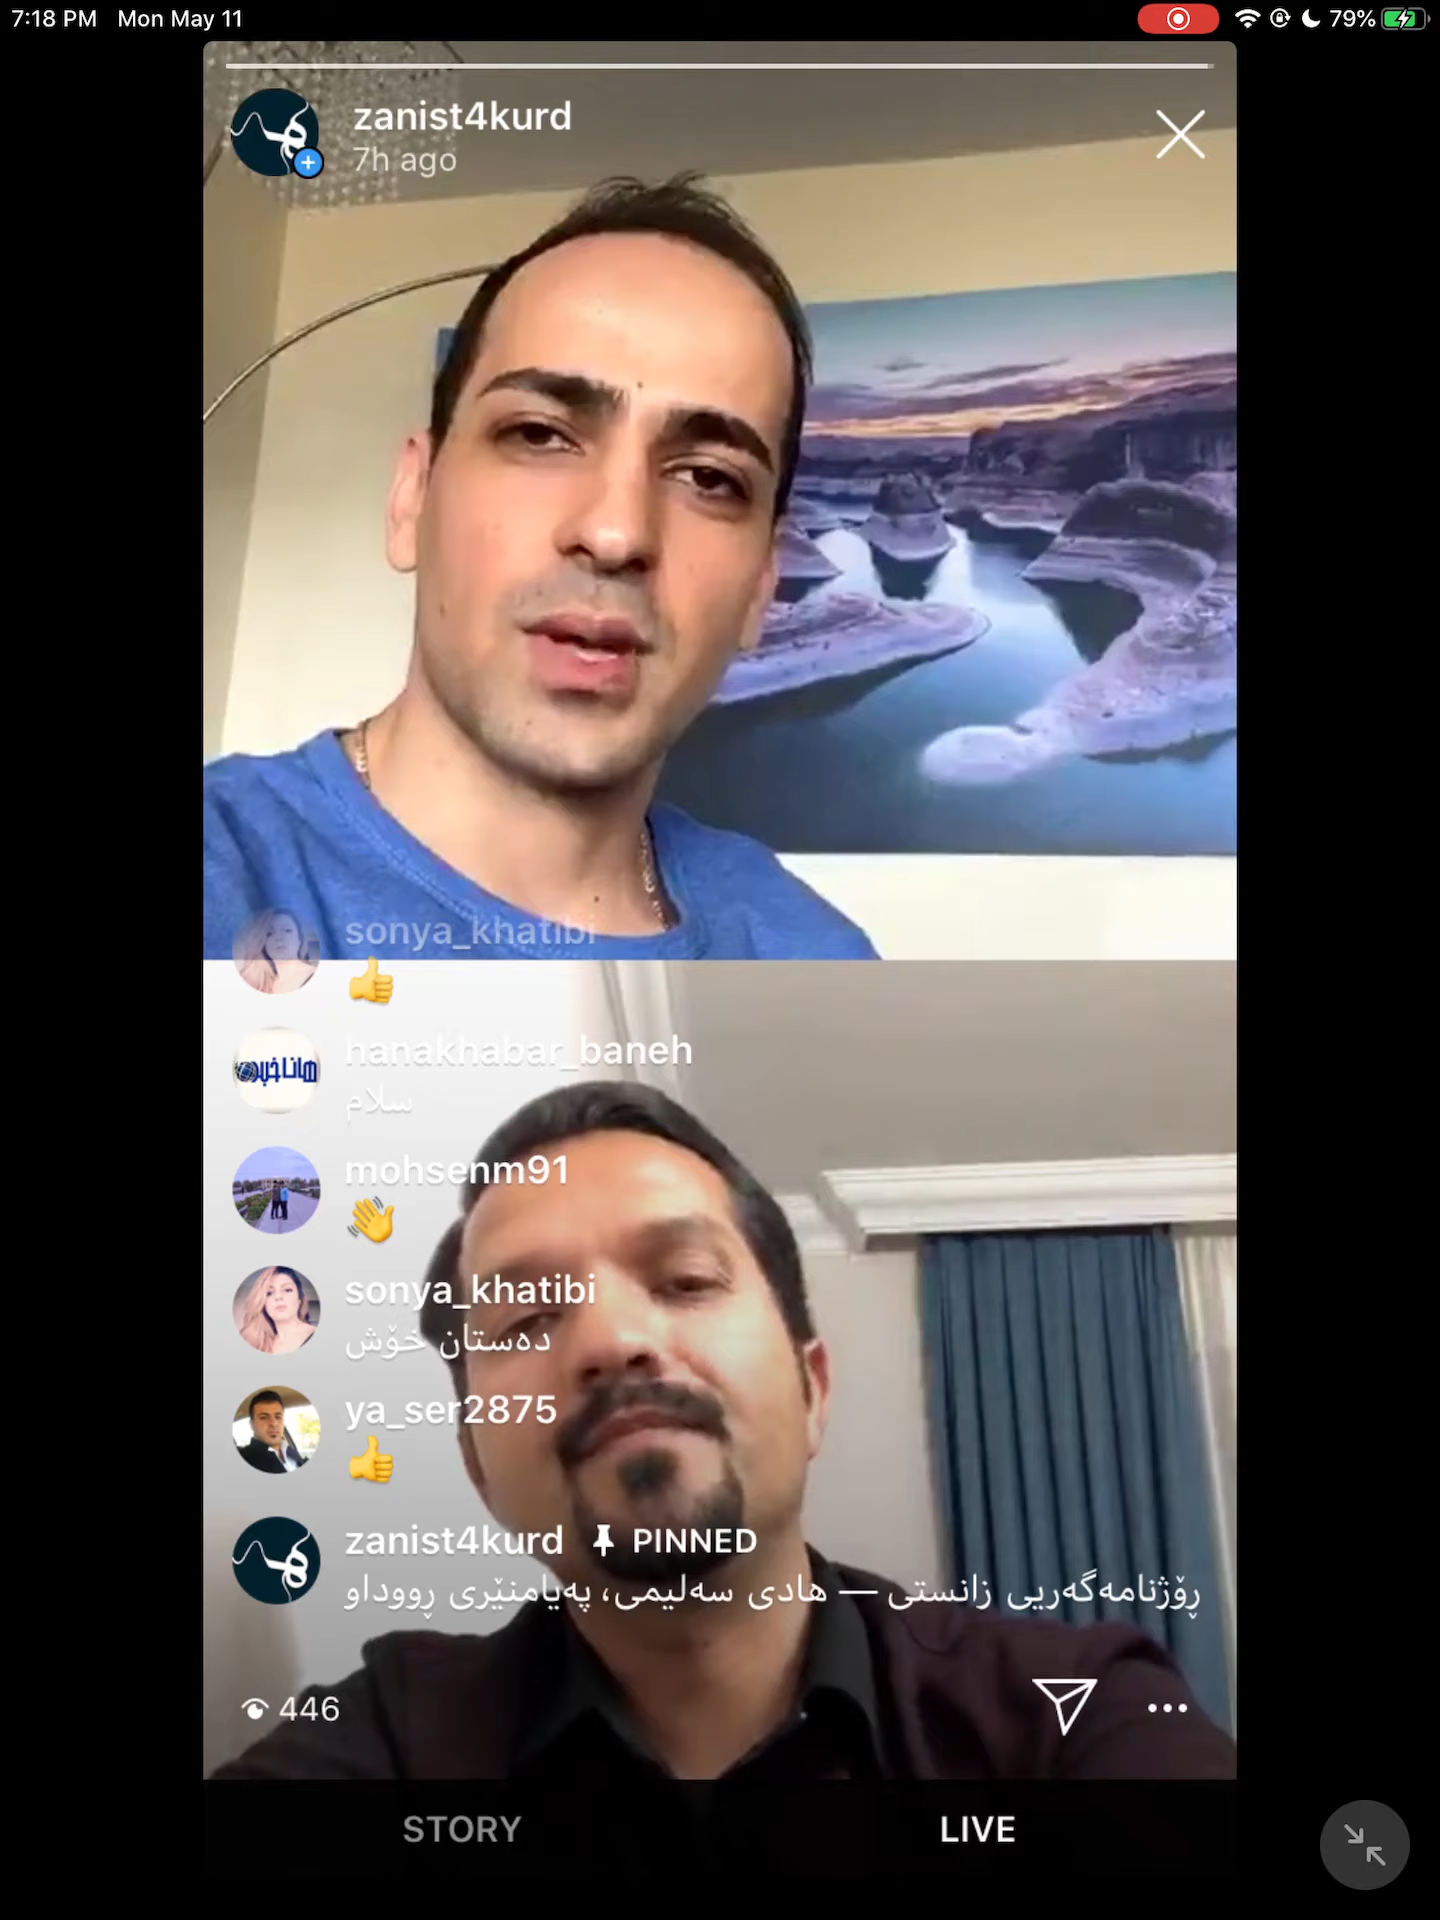 7:18 PM Mon May 11
79%
zanist4kurd
7h ago
sonya_khatibi
hanakhabar_baneh
هاناخبر
سلام
mohsenm91
sonya_khatibi
دەستان خۆش
ya_ser2875
zanist4kurd PINNED
ڕۆژنامەگەریی زانستی — هادی سەلیمی، پەیامنێری ڕووداو
446
STORY
LIVE